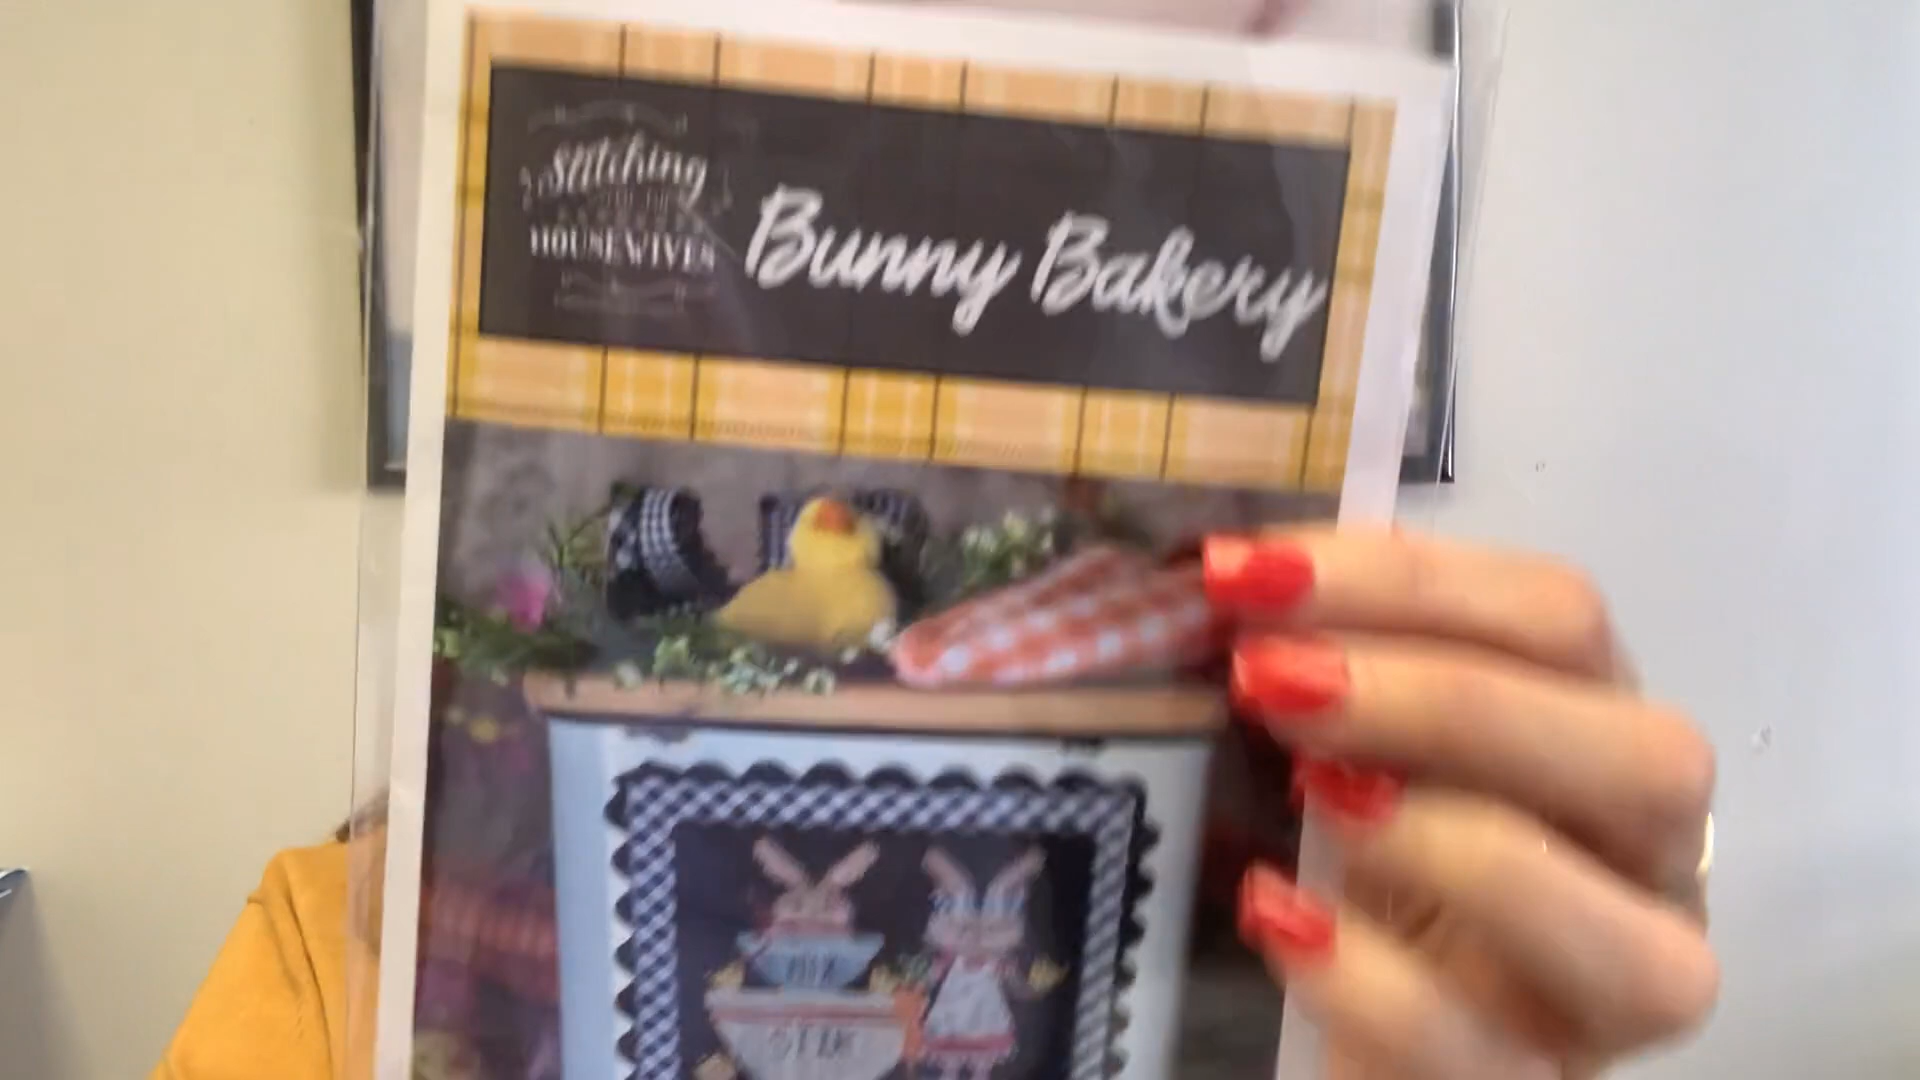 Stitching
HOUSEWIVES
Bunny Bakery
MIX
STIR